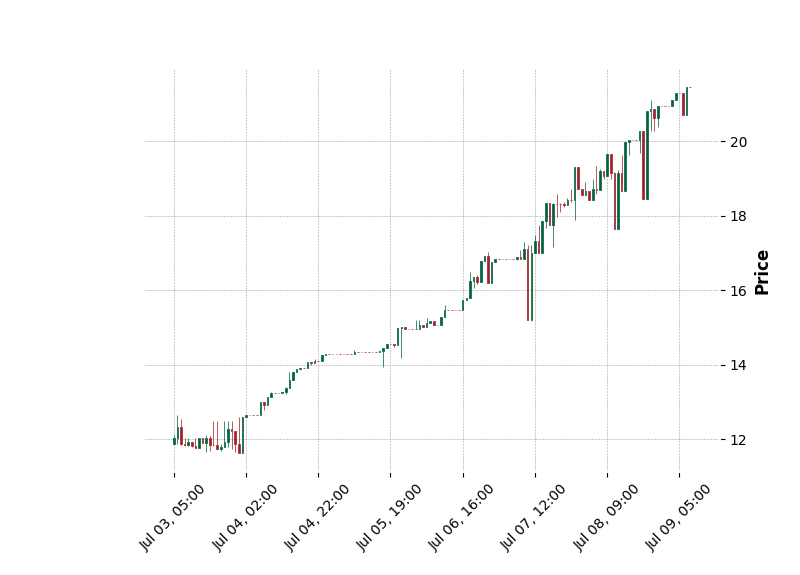 20
18
16
14
12
Price
Jul 03, 05:00
Jul 04, 02:00
Jul 04, 22:00
Jul 05, 19:00
Jul 06, 16:00
Jul 07, 12:00
Jul 08, 09:00
Jul 09, 05:00